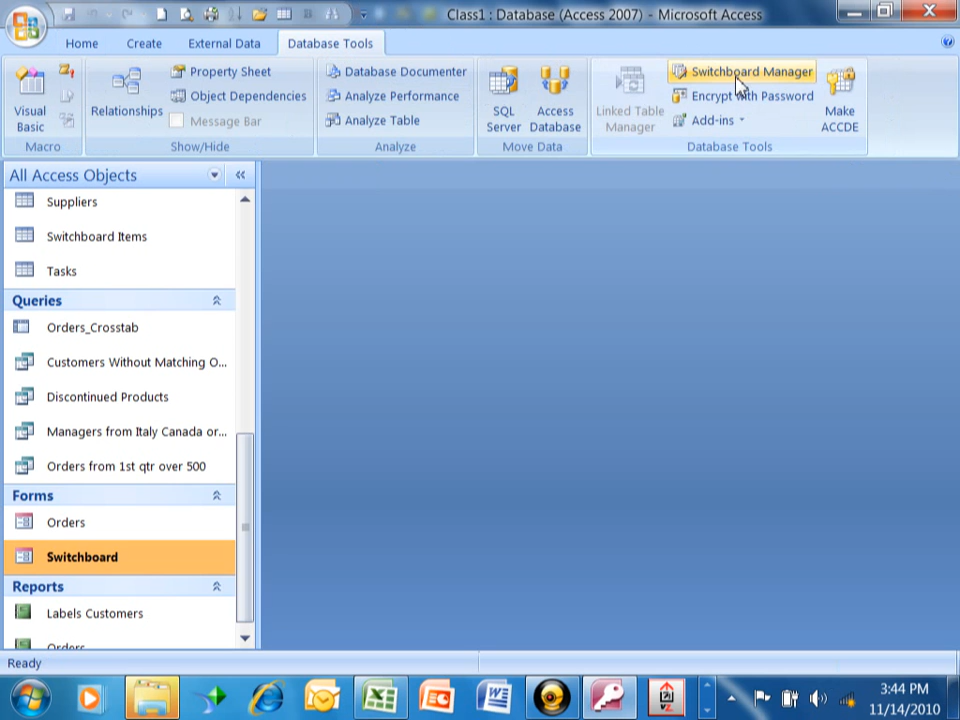 Class1 : Database (Access 2007) - Microsoft Access
Home Create External Data Database Tools
Visual Basic
Macro
Relationships
Property Sheet
Object Dependencies
Message Bar
Show/Hide
Database Documenter
Analyze Performance
Analyze Table
Analyze
SQL Server
Access Database
Move Data
Linked Table Manager
Switchboard Manager
Encrypt with Password
Add-ins
Make ACCDE
Database Tools
All Access Objects
Suppliers
Switchboard Items
Tasks
Queries
Orders_Crosstab
Customers Without Matching O...
Discontinued Products
Managers from Italy Canada or...
Orders from 1st qtr over 500
Forms
Orders
Switchboard
Reports
Labels Customers
Orders
Ready
3:44 PM
11/14/2010